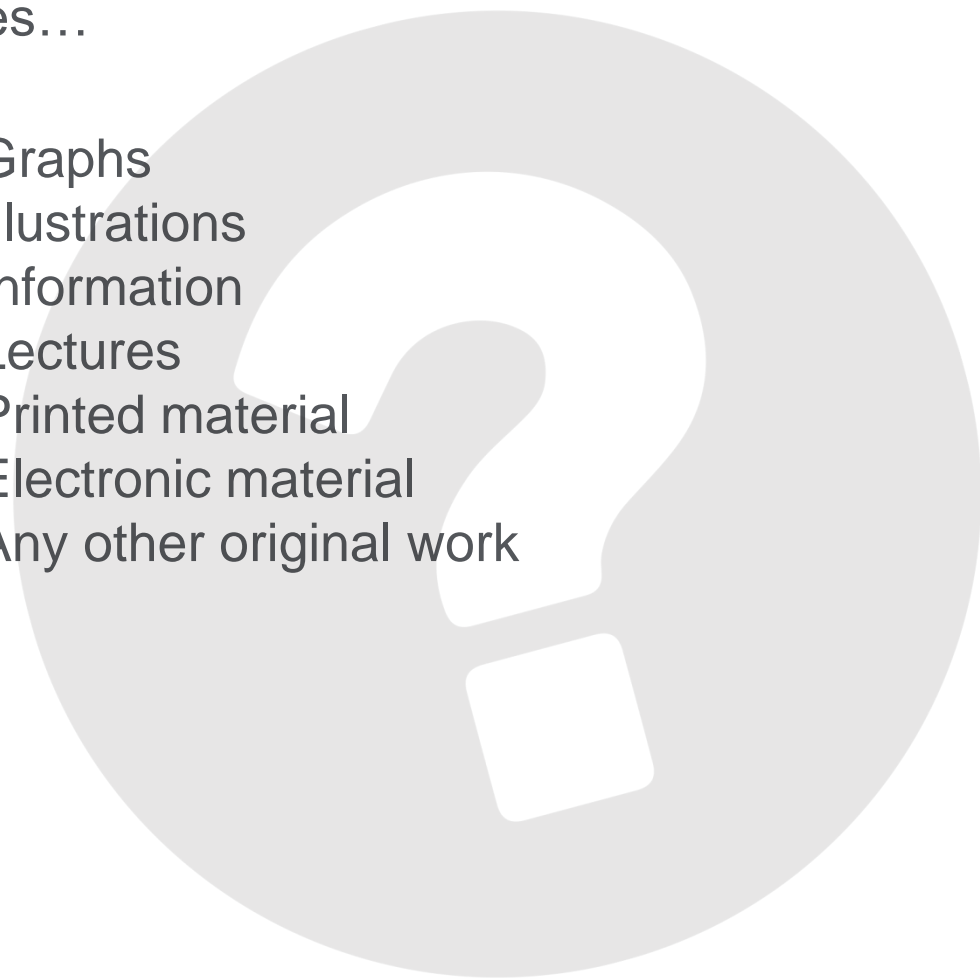 es…
Graphs
llustrations
nformation
Lectures
Printed material
Electronic material
Any other original work